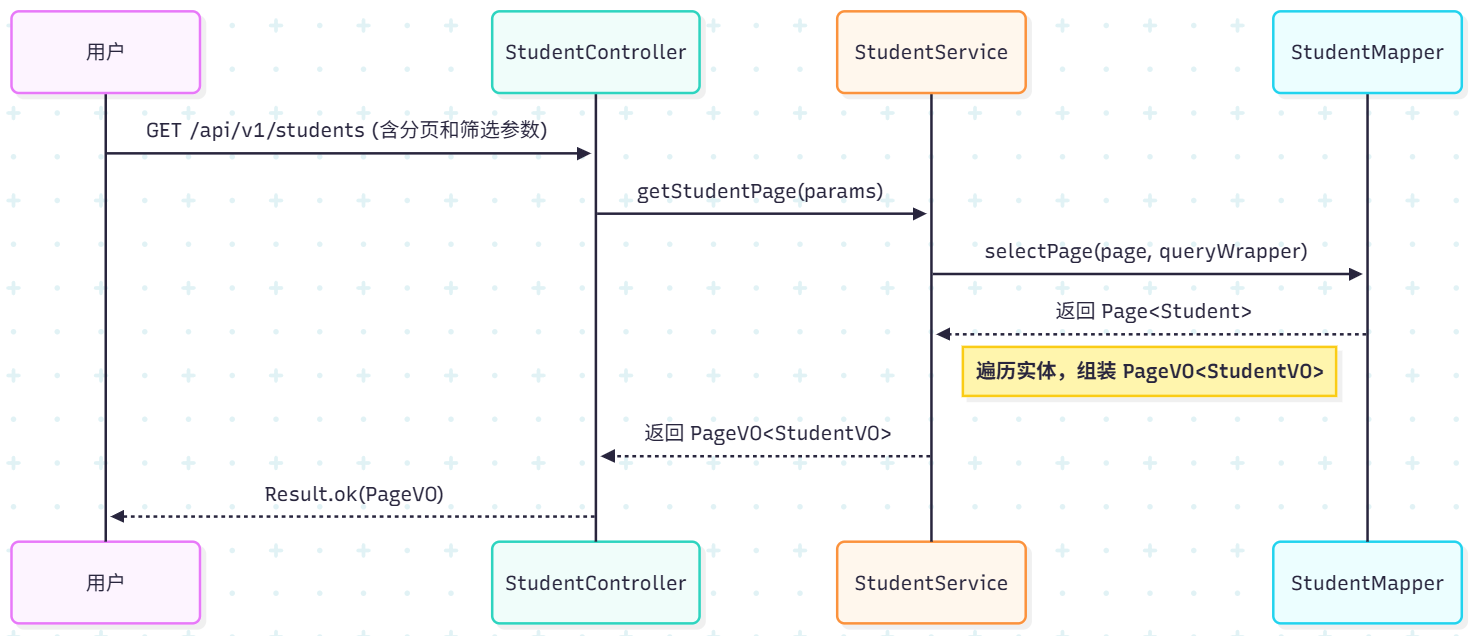 用户
StudentController
StudentService
StudentMapper
GET /api/v1/students (含分页和筛选参数)
getStudentPage(params)
selectPage(page, queryWrapper)
返回 Page<Student>
遍历实体，组装 PageVO<StudentVO>
返回 PageVO<StudentVO>
Result.ok(PageVO)
用户
StudentController
StudentService
StudentMapper